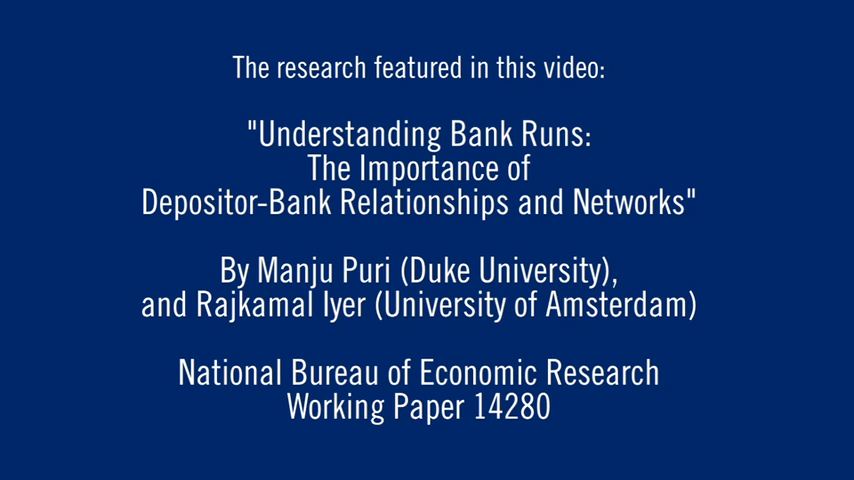 The research featured in this video:
"Understanding Bank Runs:
The Importance of
Depositor-Bank Relationships and Networks"
By Manju Puri (Duke University),
and Rajkamal Iyer (University of Amsterdam)
National Bureau of Economic Research
Working Paper 14280